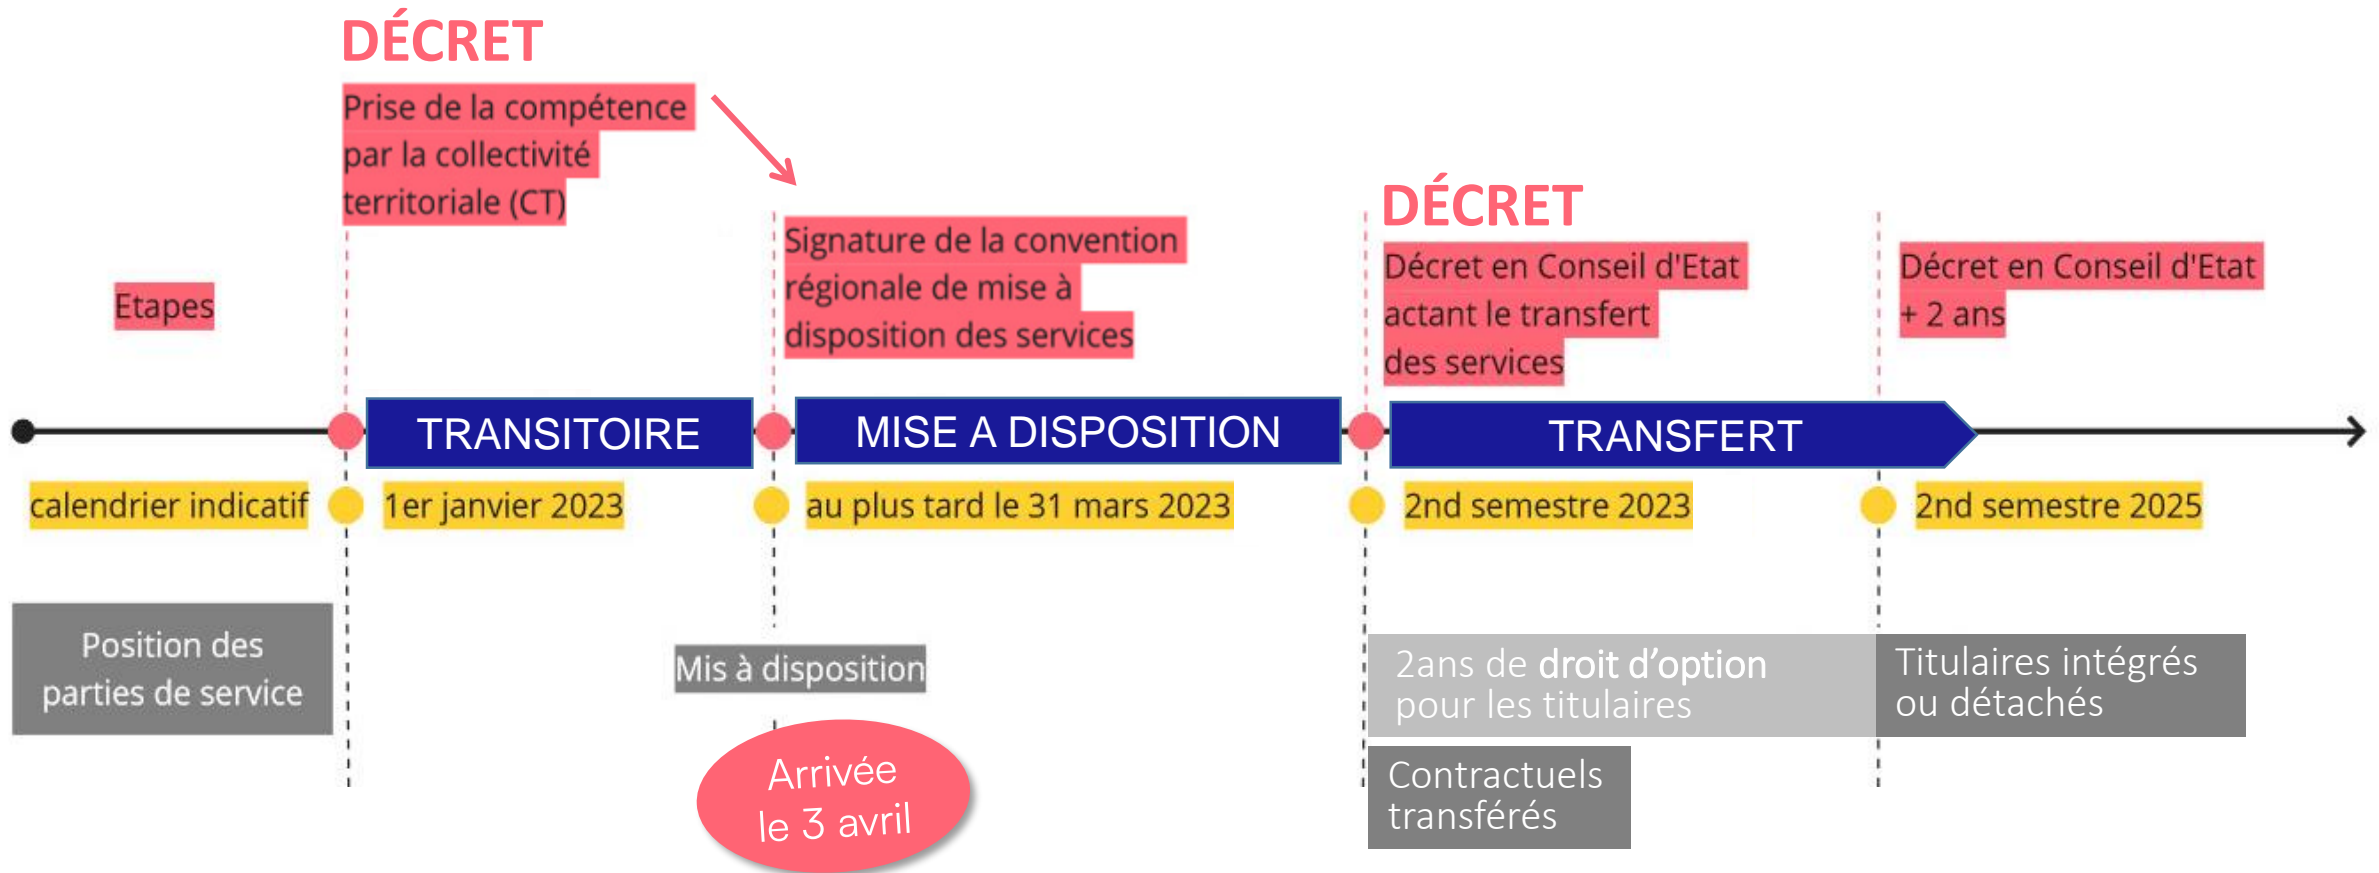 DÉCRET
Prise de la compétence
par la collectivité
territoriale (CT)
Signature de la convention
régionale de mise à
disposition des services
DÉCRET
Décret en Conseil d'Etat
actant le transfert
des services
Décret en Conseil d'Etat
+ 2 ans
Etapes
TRANSITOIRE
MISE A DISPOSITION
TRANSFERT
calendrier indicatif
1er janvier 2023
au plus tard le 31 mars 2023
2nd semestre 2023
2nd semestre 2025
Position des
parties de service
Mis à disposition
Arrivée
le 3 avril
2ans de droit d’option
pour les titulaires
Titulaires intégrés
ou détachés
Contractuels
transférés